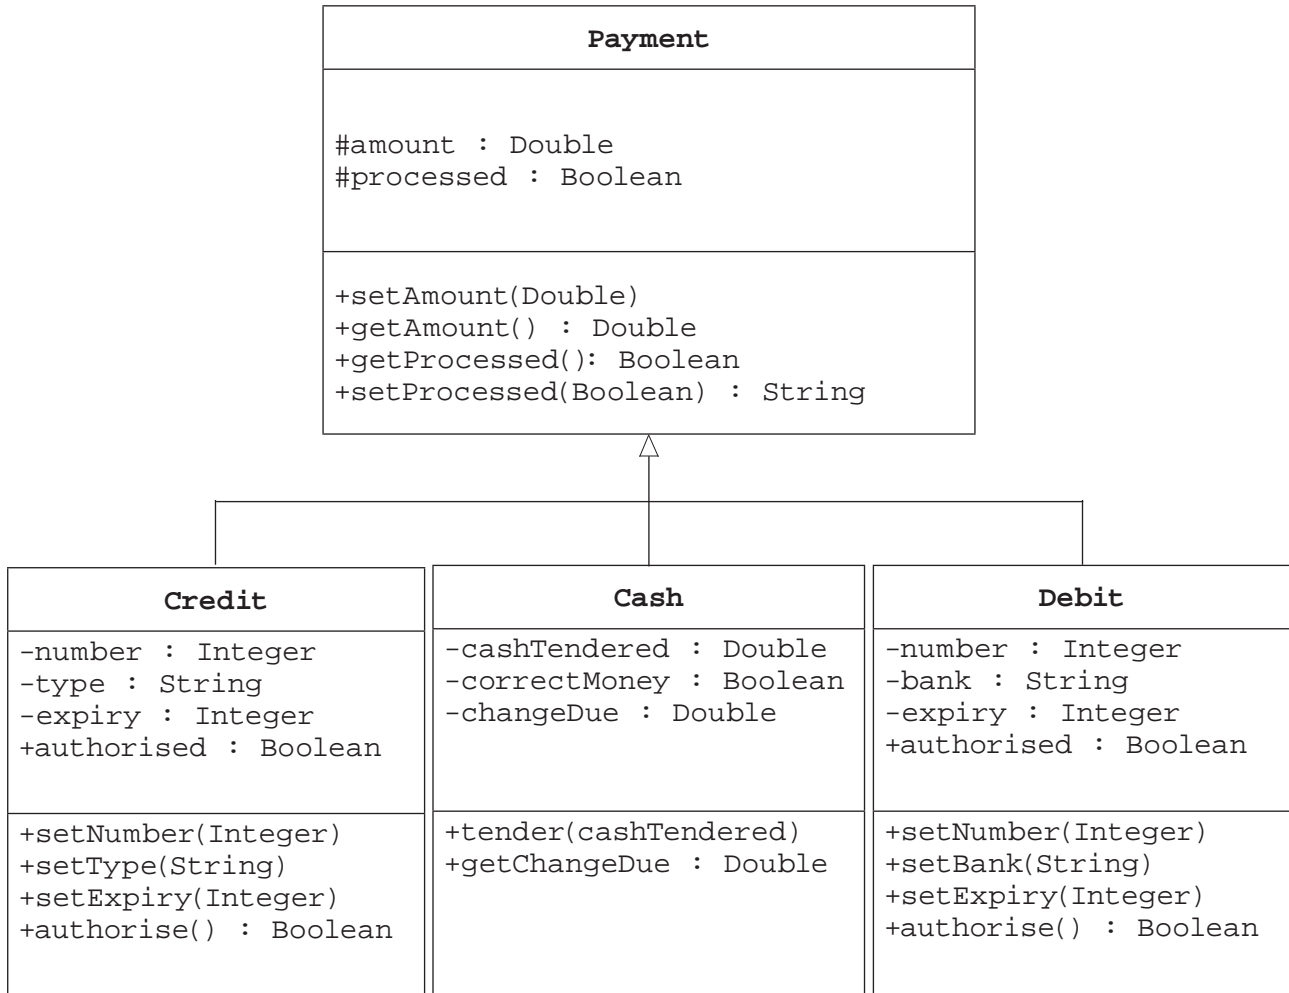 Payment
#amount : Double
#processed : Boolean
+setAmount(Double)
+getAmount() : Double
+getProcessed(): Boolean
+setProcessed(Boolean) : String
Credit
-number : Integer
-type : String
-expiry : Integer
+authorised : Boolean
+setNumber(Integer)
+setType(String)
+setExpiry(Integer)
+authorise() : Boolean
Cash
-cashTendered : Double
-correctMoney : Boolean
-changeDue : Double
+tender(cashTendered)
+getChangeDue : Double
Debit
-number : Integer
-bank : String
-expiry : Integer
+authorised : Boolean
+setNumber(Integer)
+setBank(String)
+setExpiry(Integer)
+authorise() : Boolean